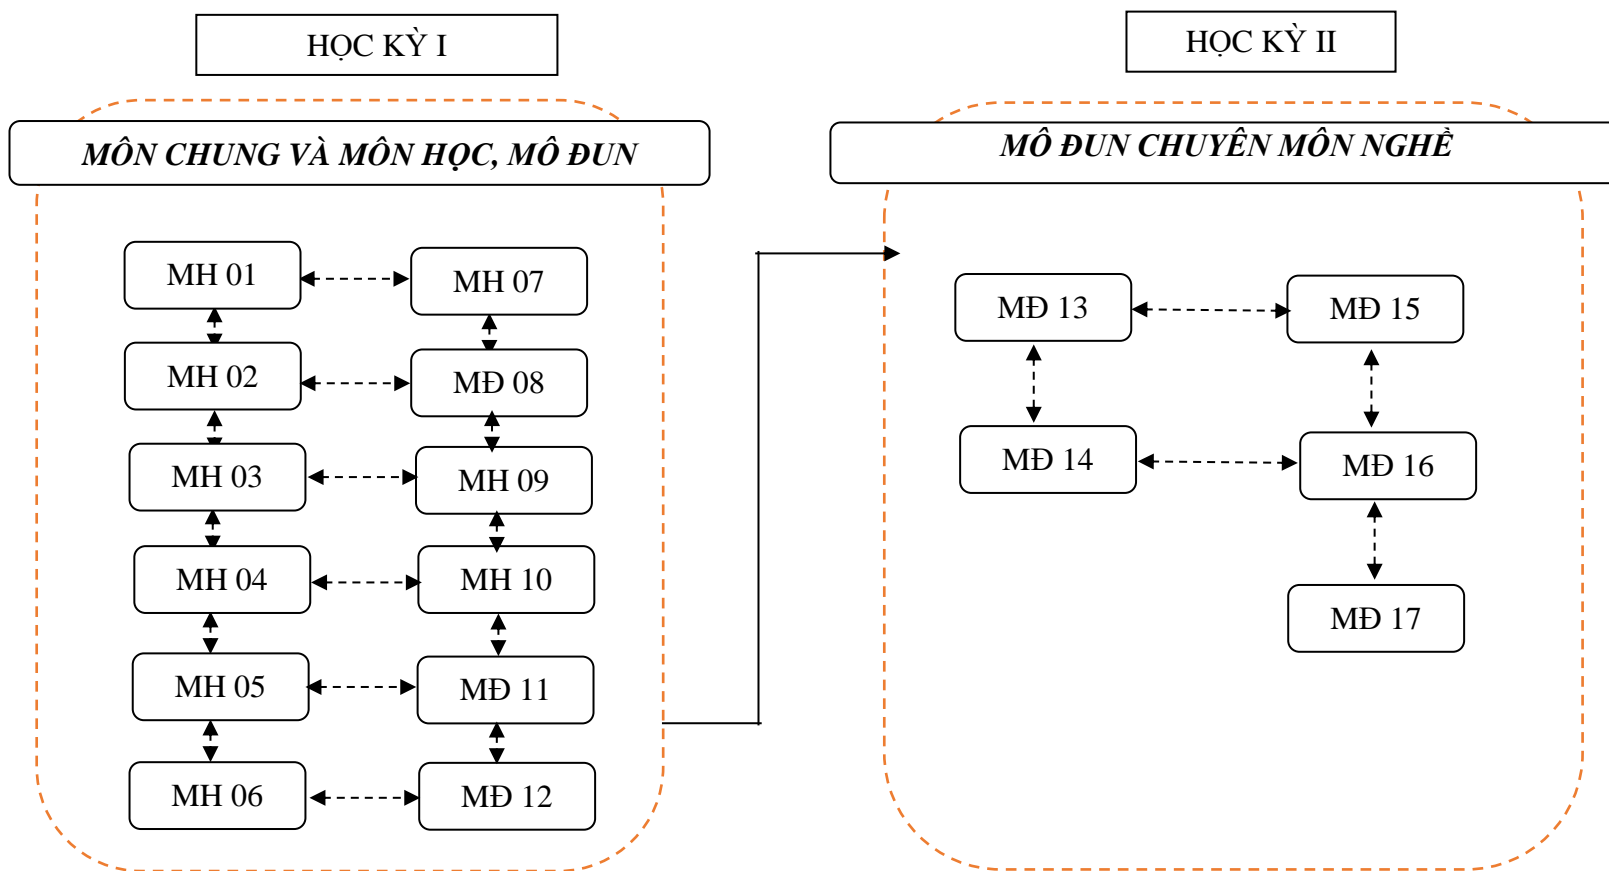 HỌC KỲ I
HỌC KỲ II
MÔN CHUNG VÀ MÔN HỌC, MÔ ĐUN
MÔ ĐUN CHUYÊN MÔN NGHỀ
MH 01
MH 07
MH 02
MĐ 08
MH 03
MH 09
MH 04
MH 10
MH 05
MĐ 11
MH 06
MĐ 12
MĐ 13
MĐ 15
MĐ 14
MĐ 16
MĐ 17